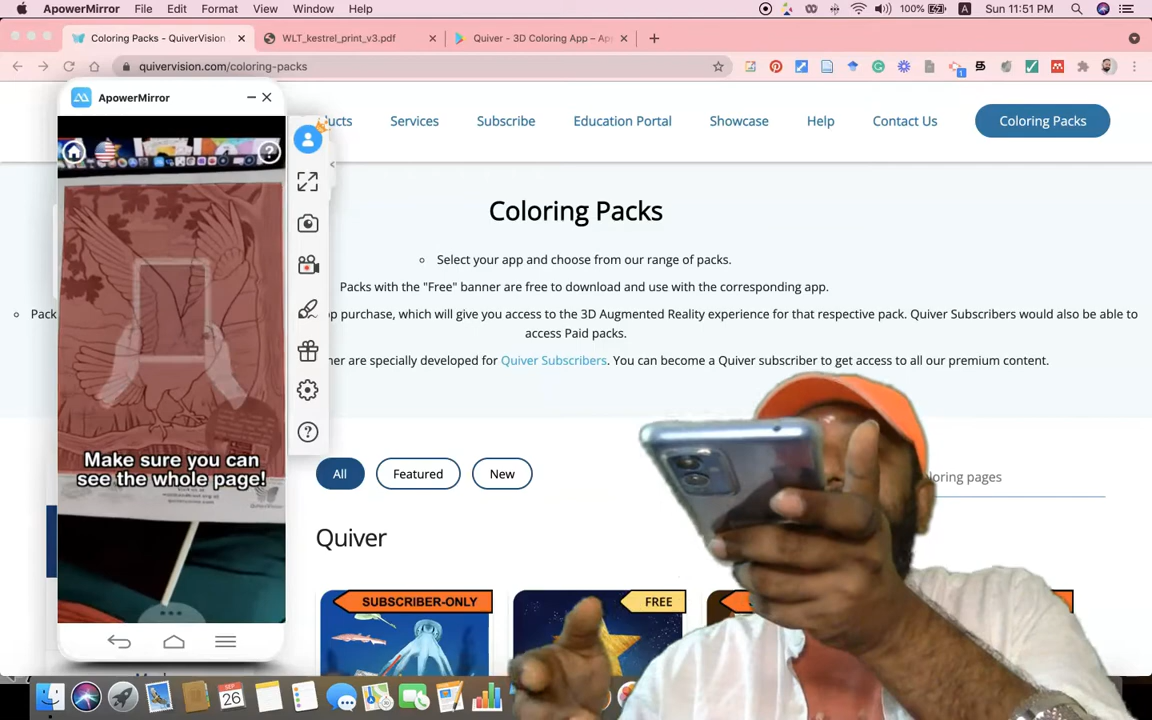 ApowerMirror File Edit Format View Window Help
100% A Sun 11:51 PM
Coloring Packs - QuiverVision
WLT_kestrel_print_v3.pdf
Quiver - 3D Coloring App – Ap
quivervision.com/coloring-packs
ApowerMirror
ucts Services Subscribe Education Portal Showcase Help Contact Us Coloring Packs
Coloring Packs
Select your app and choose from our range of packs.
Packs with the "Free" banner are free to download and use with the corresponding app.
Pack
p purchase, which will give you access to the 3D Augmented Reality experience for that respective pack. Quiver Subscribers would also be able to
access Paid packs.
ner are specially developed for Quiver Subscribers. You can become a Quiver subscriber to get access to all our premium content.
Make sure you can
see the whole page!
All Featured New
oloring pages
Quiver
SUBSCRIBER-ONLY
FREE
SEP
26